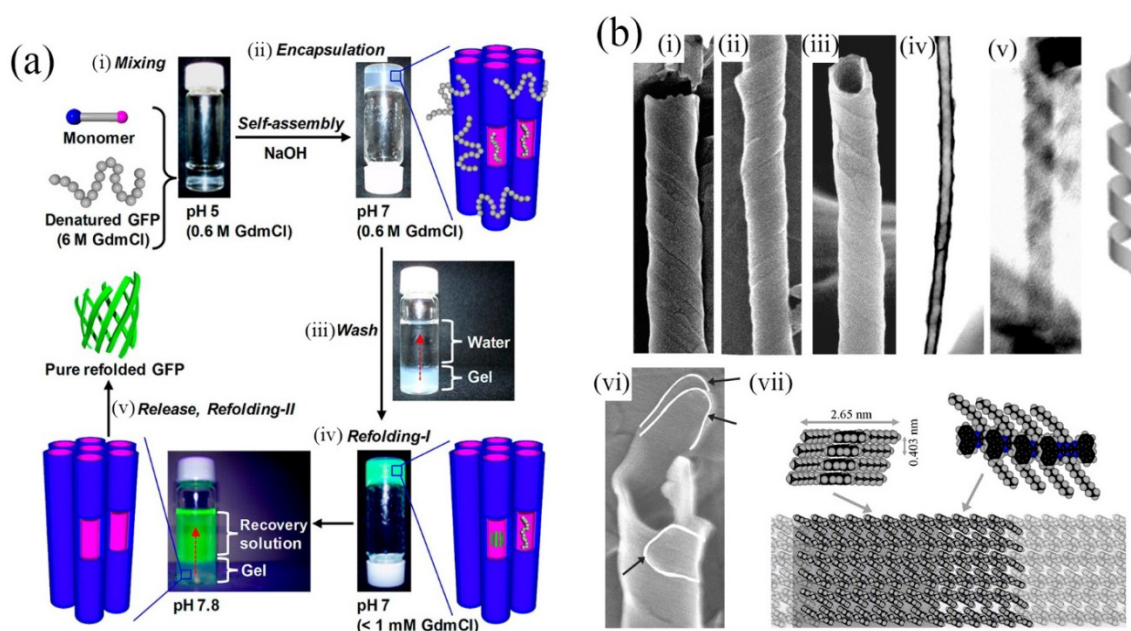 (a)
(i) Mixing
Monomer
Denatured GFP
(6 M GdmCl)
pH 5
(0.6 M GdmCl)
Self-assembly
NaOH
(ii) Encapsulation
pH 7
(0.6 M GdmCl)
(iii) Wash
Water
Gel
(iv) Refolding-I
pH 7
(< 1 mM GdmCl)
Recovery
solution
Gel
pH 7.8
(v) Release, Refolding-II
Pure refolded GFP
(b)
(i)
(ii)
(iii)
(iv)
(v)
(vi)
(vii)
2.65 nm
0.403 nm